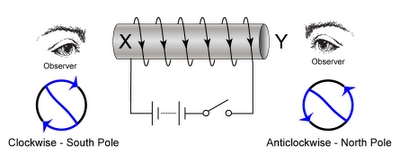 X
Y
Observer
Observer
Clockwise - South Pole
Anticlockwise - North Pole